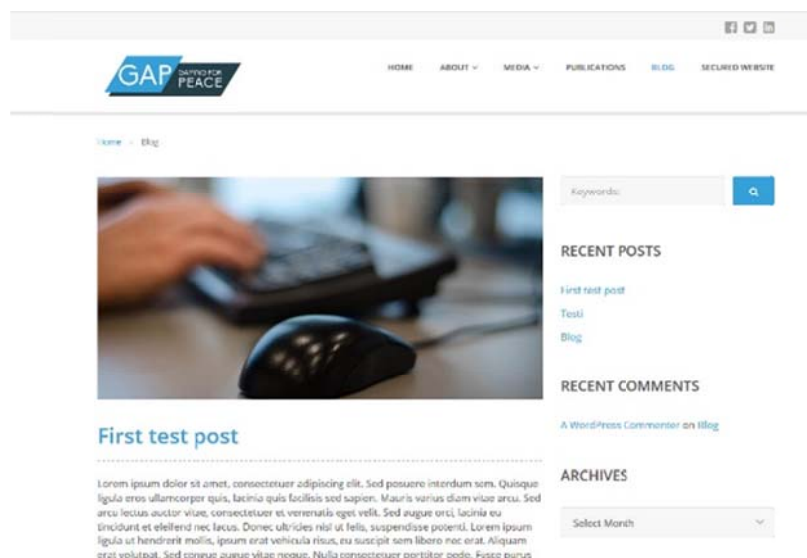 GAP GAMING FOR PEACE
HOME ABOUT MEDIA PUBLICATIONS BLOG SECURED WEBSITE
Home › Blog
Keywords:
RECENT POSTS
First test post
Testi
Blog
RECENT COMMENTS
A WordPress Commenter on Blog
ARCHIVES
Select Month
First test post
Lorem ipsum dolor sit amet, consectetuer adipiscing elit. Sed posuere interdum sem. Quisque
ligula eros ullamcorper quis, lacinia quis facilisis sed sapien. Mauris varius diam vitae arcu. Sed
arcu lectus auctor vitae, consectetuer et venenatis eget velit. Sed augue orci, lacinia eu
tincidunt et eleifend nec lacus. Donec ultricies nisl ut felis, suspendisse potenti. Lorem ipsum
ligula ut hendrerit mollis, ipsum erat vehicula risus, eu suscipit sem libero nec erat. Aliquam
erat volutpat. Sed congue augue vitae neque. Nulla consectetuer porttitor pede. Fusce purus